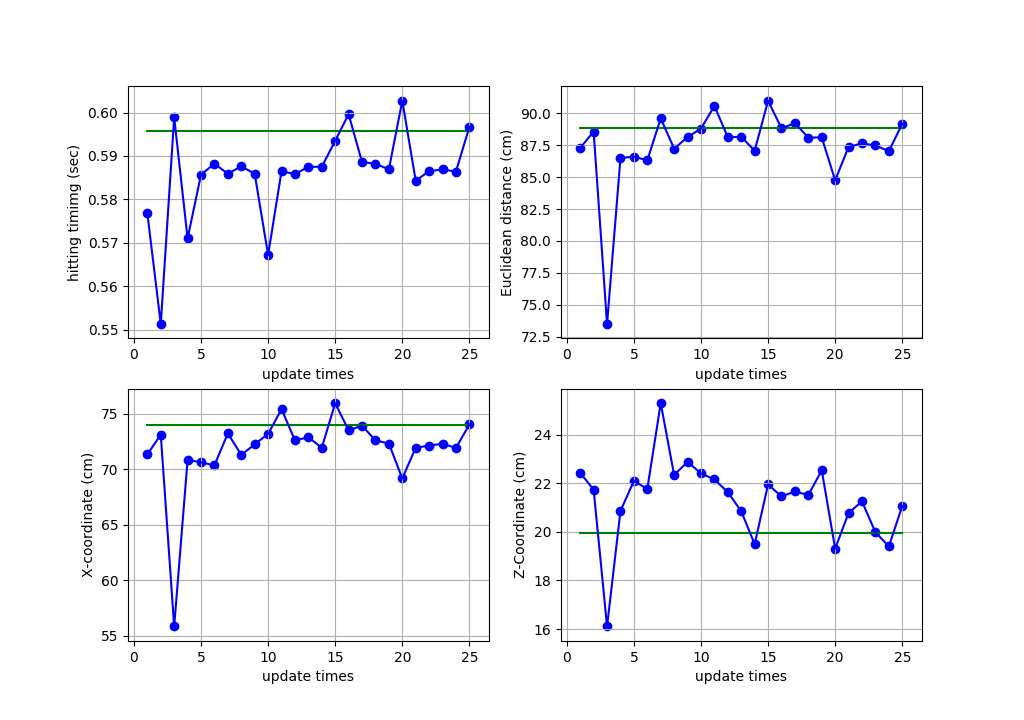 0.60
0.59
0.58
0.57
0.56
0.55
hitting timimg (sec)
0 5 10 15 20 25
update times
90.0
87.5
85.0
82.5
80.0
77.5
75.0
72.5
Euclidean distance (cm)
0 5 10 15 20 25
update times
75
70
65
60
55
X-coordinate (cm)
0 5 10 15 20 25
update times
24
22
20
18
16
Z-Coordinate (cm)
0 5 10 15 20 25
update times